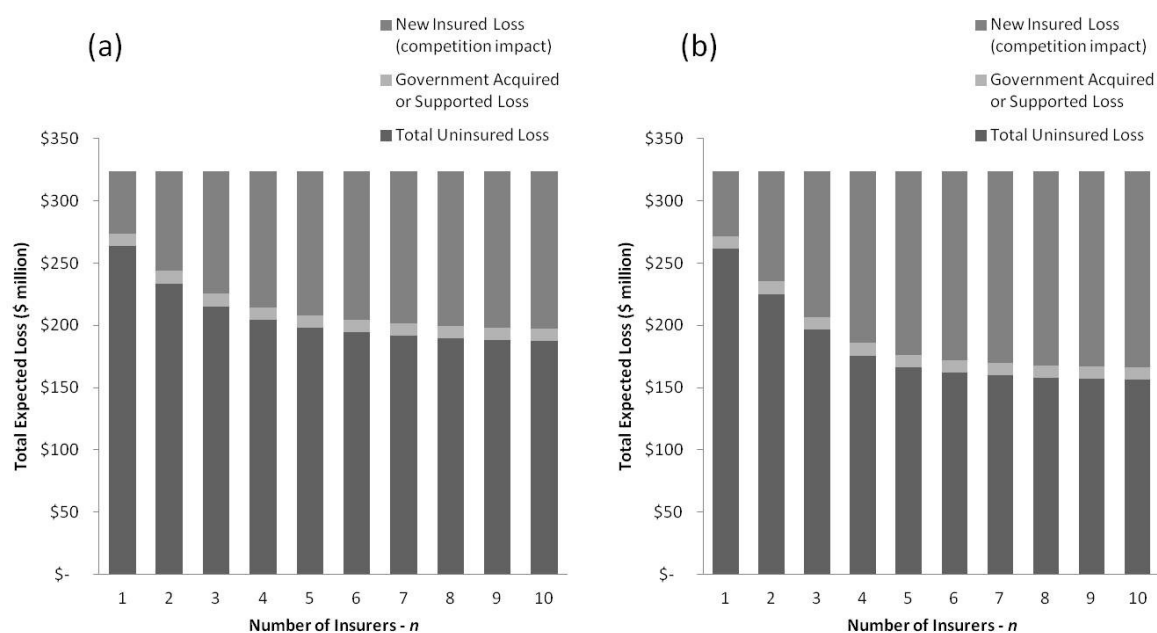 (a)
New Insured Loss
(competition impact)
Government Acquired
or Supported Loss
Total Uninsured Loss
$350
$300
$250
$200
$150
$100
$50
$-
Total Expected Loss ($ million)
1 2 3 4 5 6 7 8 9 10
Number of Insurers - n
(b)
New Insured Loss
(competition impact)
Government Acquired
or Supported Loss
Total Uninsured Loss
$350
$300
$250
$200
$150
$100
$50
$-
Total Expected Loss ($ million)
1 2 3 4 5 6 7 8 9 10
Number of Insurers - n